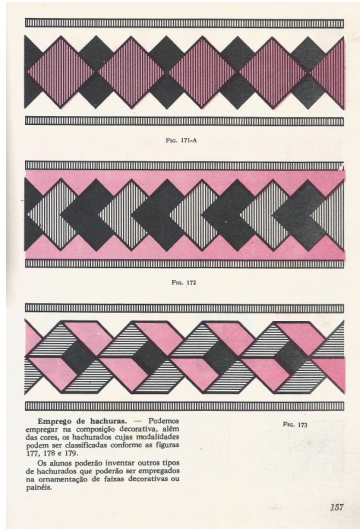 FIG. 171-A
FIG. 172
FIG. 173
Emprego de hachuras. — Podemos
empregar na composição decorativa, além
das cores, os hachurados cujas modalidades
podem ser classificadas conforme as figuras
177, 178 e 179.
Os alunos poderão inventar outros tipos
de hachurados que poderão ser empregados
na ornamentação de faixas decorativas ou
painéis.
157